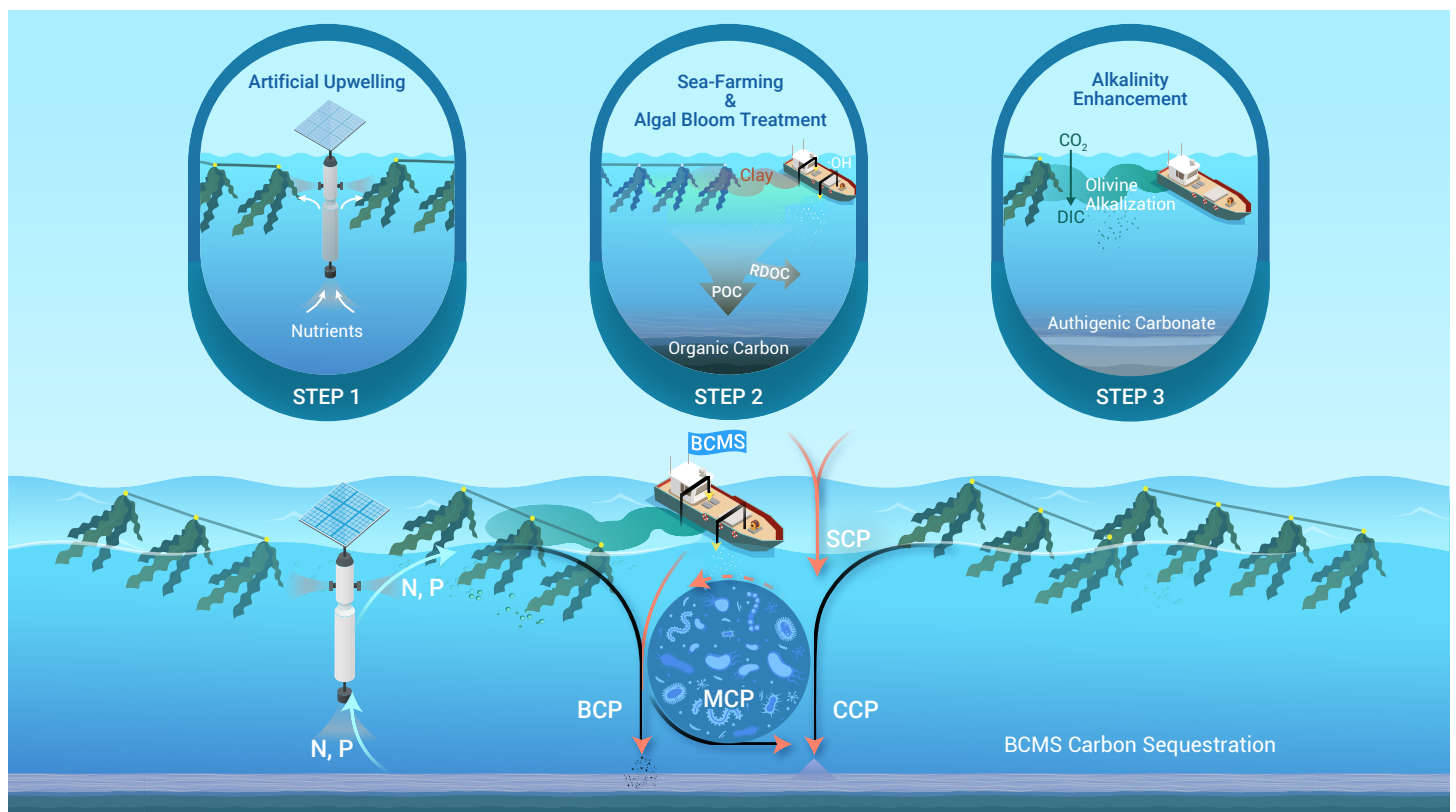 Artificial Upwelling
Nutrients
STEP 1
Sea-Farming
&
Algal Bloom Treatment
·OH
Clay
RDOC
POC
Organic Carbon
STEP 2
Alkalinity
Enhancement
CO₂
Olivine
Alkalization
DIC
Authigenic Carbonate
STEP 3
BCMS
SCP
N, P
BCP
MCP
CCP
N, P
BCMS Carbon Sequestration